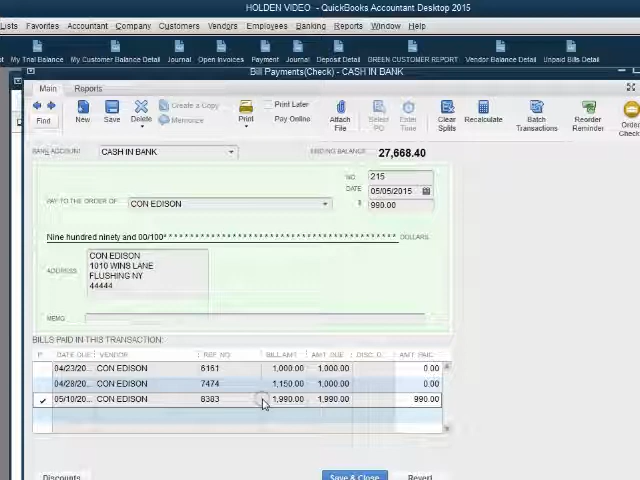 HOLDEN VIDEO - QuickBooks Accountant Desktop 2015
Lists Favorites Accountant Company Customers Vendors Employees Banking Reports Window Help
My Trial Balance My Customer Balance Detail Journal Open Invoices Payment Journal Deposit Detail GREEN CUSTOMER REPORT Vendor Balance Detail Unpaid Bills Detail
Bill Payments(Check) - CASH IN BANK
Main Reports
Find New Save Delete Create a Copy Memorize Print Print Later Pay Online Attach File Select PO Enter Time Clear Splits Recalculate Batch Transactions Reorder Reminder Order Check
BANK ACCOUNT CASH IN BANK ENDING BALANCE 27,668.40
NO. 215
DATE 05/05/2015
PAY TO THE ORDER OF CON EDISON $ 990.00
Nine hundred ninety and 00/100* * * * * * * * * * * * * * * * * * * * * * * * * * * * * * * * * * * * * * * * * * DOLLARS
CON EDISON
1010 WINS LANE
ADDRESS FLUSHING NY
44444
MEMO
BILLS PAID IN THIS TRANSACTION:
P DATE DUE VENDOR REF NO BILL AMT AMT DUE DISC. D... AMT PAID
04/23/20... CON EDISON 6161 1,000.00 1,000.00 0.00
04/28/20... CON EDISON 7474 1,150.00 1,000.00 0.00
✓ 05/10/20... CON EDISON 8383 1,990.00 1,990.00 990.00
Discounts Save & Close Revert